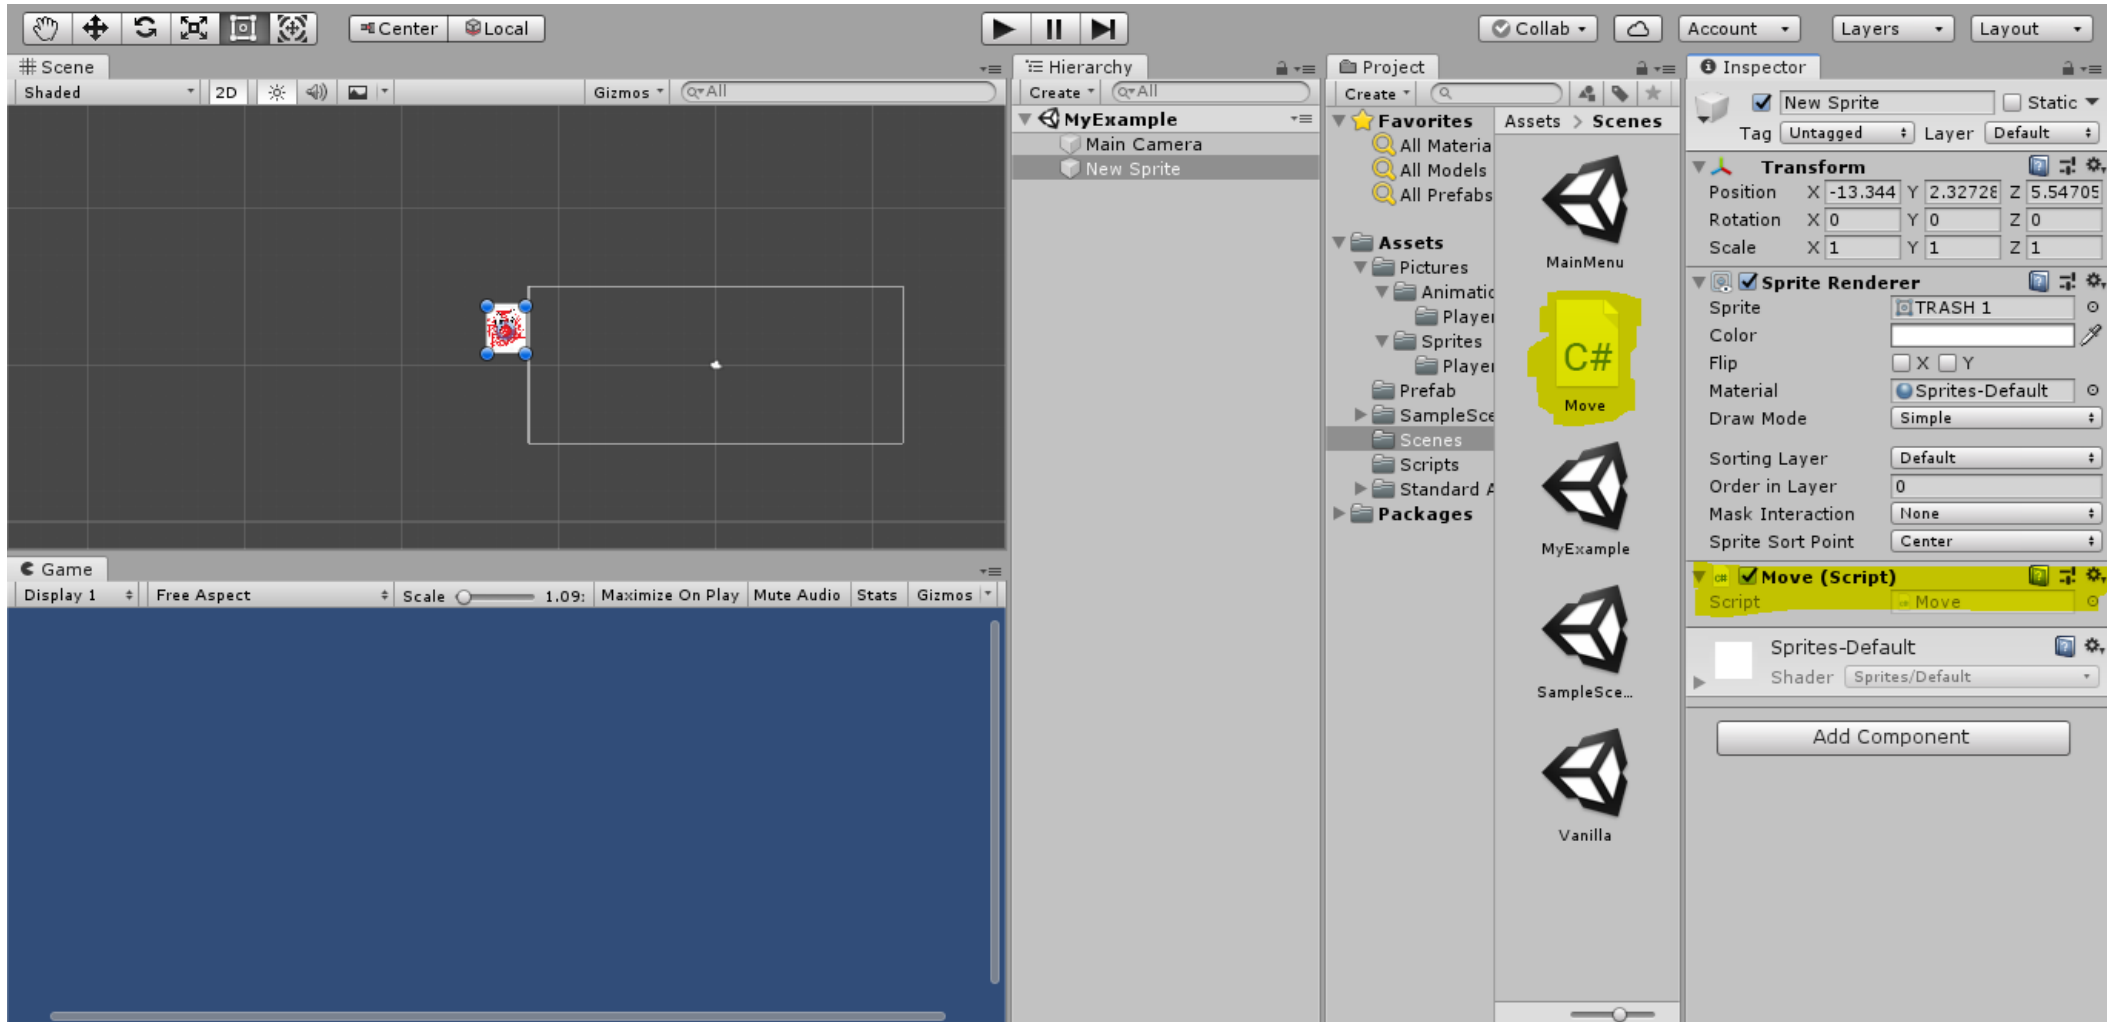 Center Local Collab Account Layers Layout
Scene
Shaded 2D Gizmos All
Game
Display 1 Free Aspect Scale 1.09: Maximize On Play Mute Audio Stats Gizmos
Hierarchy
Create All
MyExample
Main Camera
New Sprite
Project
Create
Favorites
All Materia
All Models
All Prefabs
Assets
Pictures
Animatic
Player
Sprites
Player
Prefab
SampleSce
Scenes
Scripts
Standard A
Packages
Assets > Scenes
MainMenu
C#
Move
MyExample
SampleSce...
Vanilla
Inspector
New Sprite Static
Tag Untagged Layer Default
Transform
Position X -13.344 Y 2.32728 Z 5.54705
Rotation X 0 Y 0 Z 0
Scale X 1 Y 1 Z 1
Sprite Renderer
Sprite TRASH 1
Color
Flip X Y
Material Sprites-Default
Draw Mode Simple
Sorting Layer Default
Order in Layer 0
Mask Interaction None
Sprite Sort Point Center
C# Move (Script)
Script Move
Sprites-Default
Shader Sprites/Default
Add Component